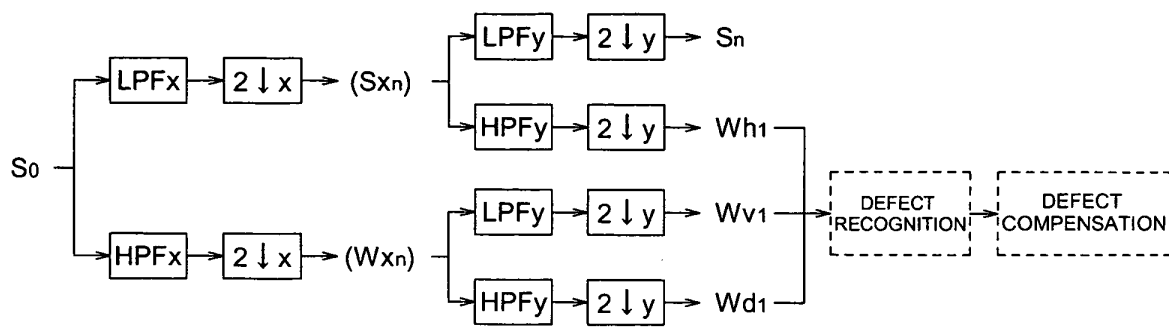 LPFy 2↓y Sn
LPFx 2↓x (Sxn)
HPFy 2↓y Wh1
S0
LPFy 2↓y Wv1
DEFECT RECOGNITION
DEFECT COMPENSATION
HPFx 2↓x (Wxn)
HPFy 2↓y Wd1